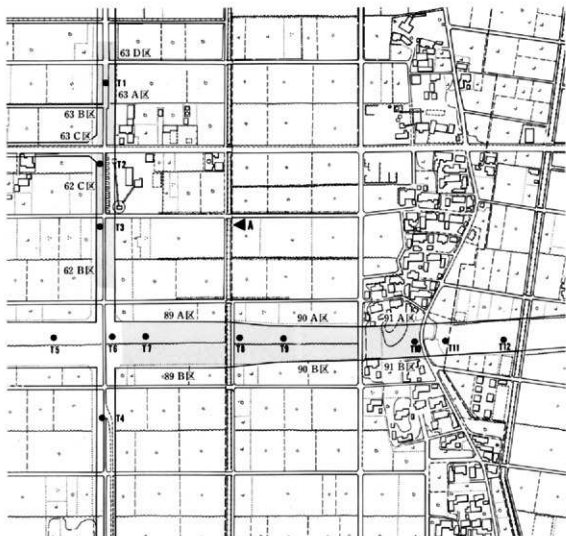 63 D区
T1
63 A区
63 B区
63 C区
T2
62 C区
T3
A
62 B区
89 A区
90 A区
91 A区
T5
T6
T7
T8
T9
T10
T11
T12
89 B区
90 B区
91 B区
T4